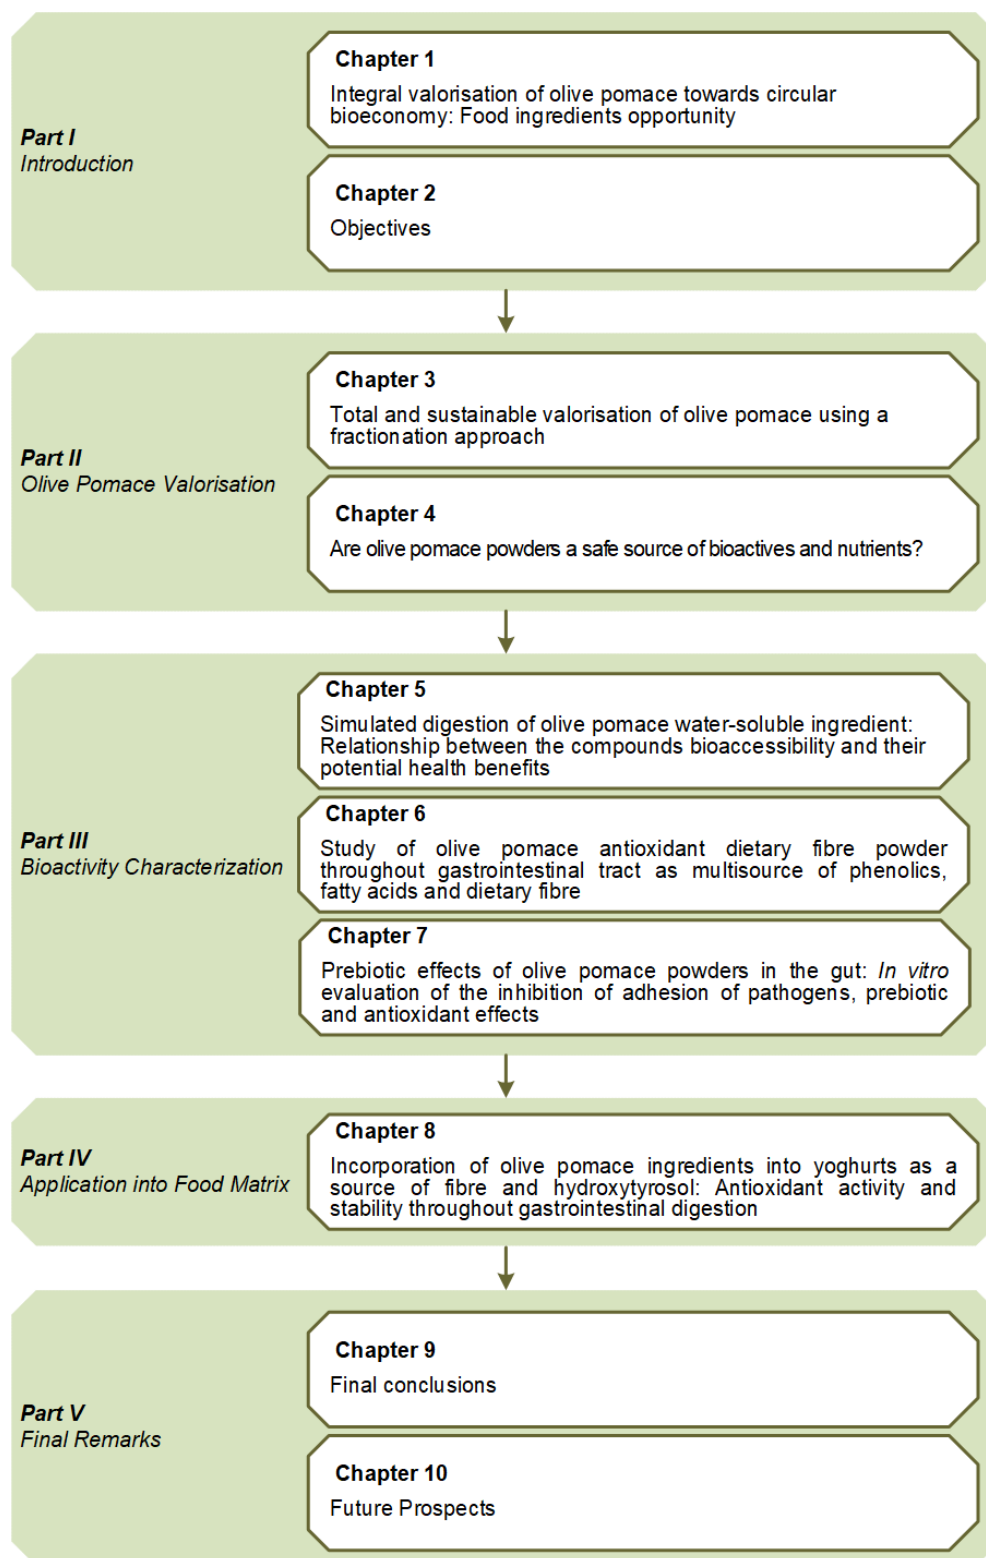 Part I
Introduction
Chapter 1
Integral valorisation of olive pomace towards circular
bioeconomy: Food ingredients opportunity
Chapter 2
Objectives
Part II
Olive Pomace Valorisation
Chapter 3
Total and sustainable valorisation of olive pomace using a
fractionation approach
Chapter 4
Are olive pomace powders a safe source of bioactives and nutrients?
Part III
Bioactivity Characterization
Chapter 5
Simulated digestion of olive pomace water-soluble ingredient:
Relationship between the compounds bioaccessibility and their
potential health benefits
Chapter 6
Study of olive pomace antioxidant dietary fibre powder
throughout gastrointestinal tract as multisource of phenolics,
fatty acids and dietary fibre
Chapter 7
Prebiotic effects of olive pomace powders in the gut: In vitro
evaluation of the inhibition of adhesion of pathogens, prebiotic
and antioxidant effects
Part IV
Application into Food Matrix
Chapter 8
Incorporation of olive pomace ingredients into yoghurts as a
source of fibre and hydroxytyrosol: Antioxidant activity and
stability throughout gastrointestinal digestion
Part V
Final Remarks
Chapter 9
Final conclusions
Chapter 10
Future Prospects